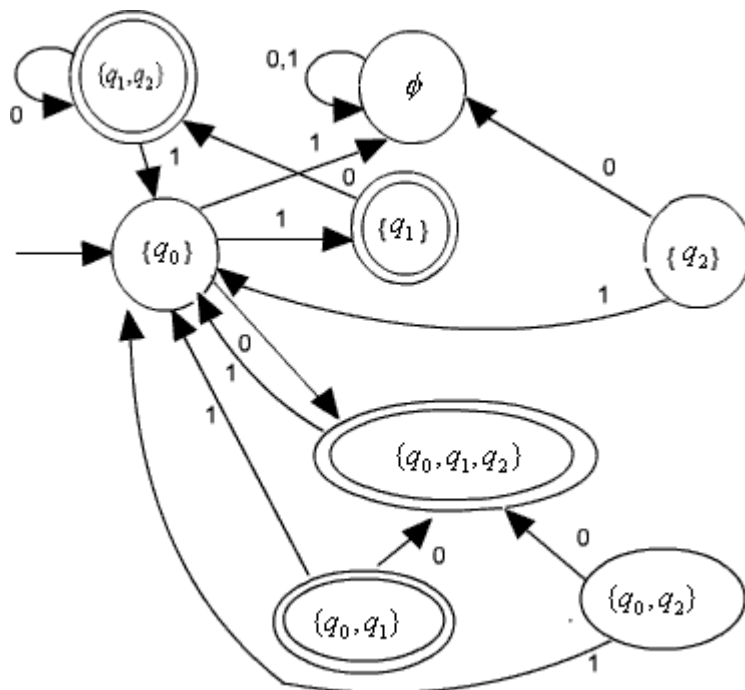 {q₁,q₂)
0
0,1
ϕ
1
1
0
0
{q₀}
1
{q₁}
{q₂}
1
0
1
1
{q₀,q₁,q₂}
0
0
{q₀,q₁}
{q₀,q₂}
1